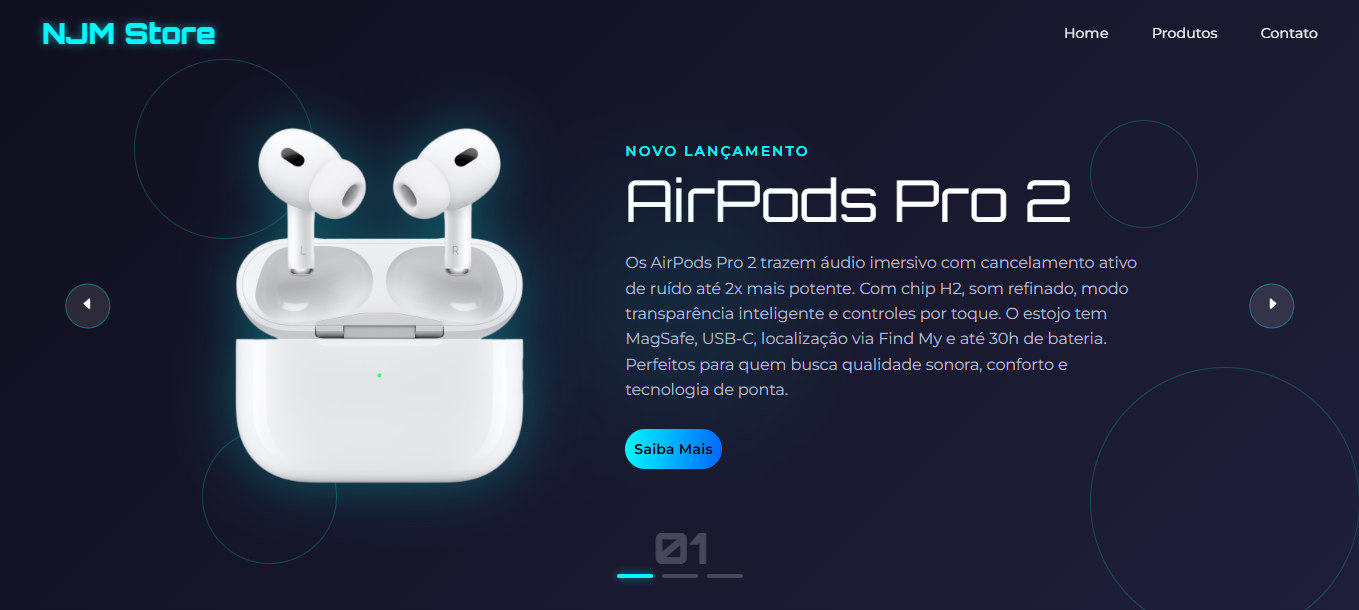 NJM Store
Home
Produtos
Contato
NOVO LANÇAMENTO
AirPods Pro 2
Os AirPods Pro 2 trazem áudio imersivo com cancelamento ativo
de ruído até 2x mais potente. Com chip H2, som refinado, modo
transparência inteligente e controles por toque. O estojo tem
MagSafe, USB-C, localização via Find My e até 30h de bateria.
Perfeitos para quem busca qualidade sonora, conforto e
tecnologia de ponta.
L
R
Saiba Mais
01